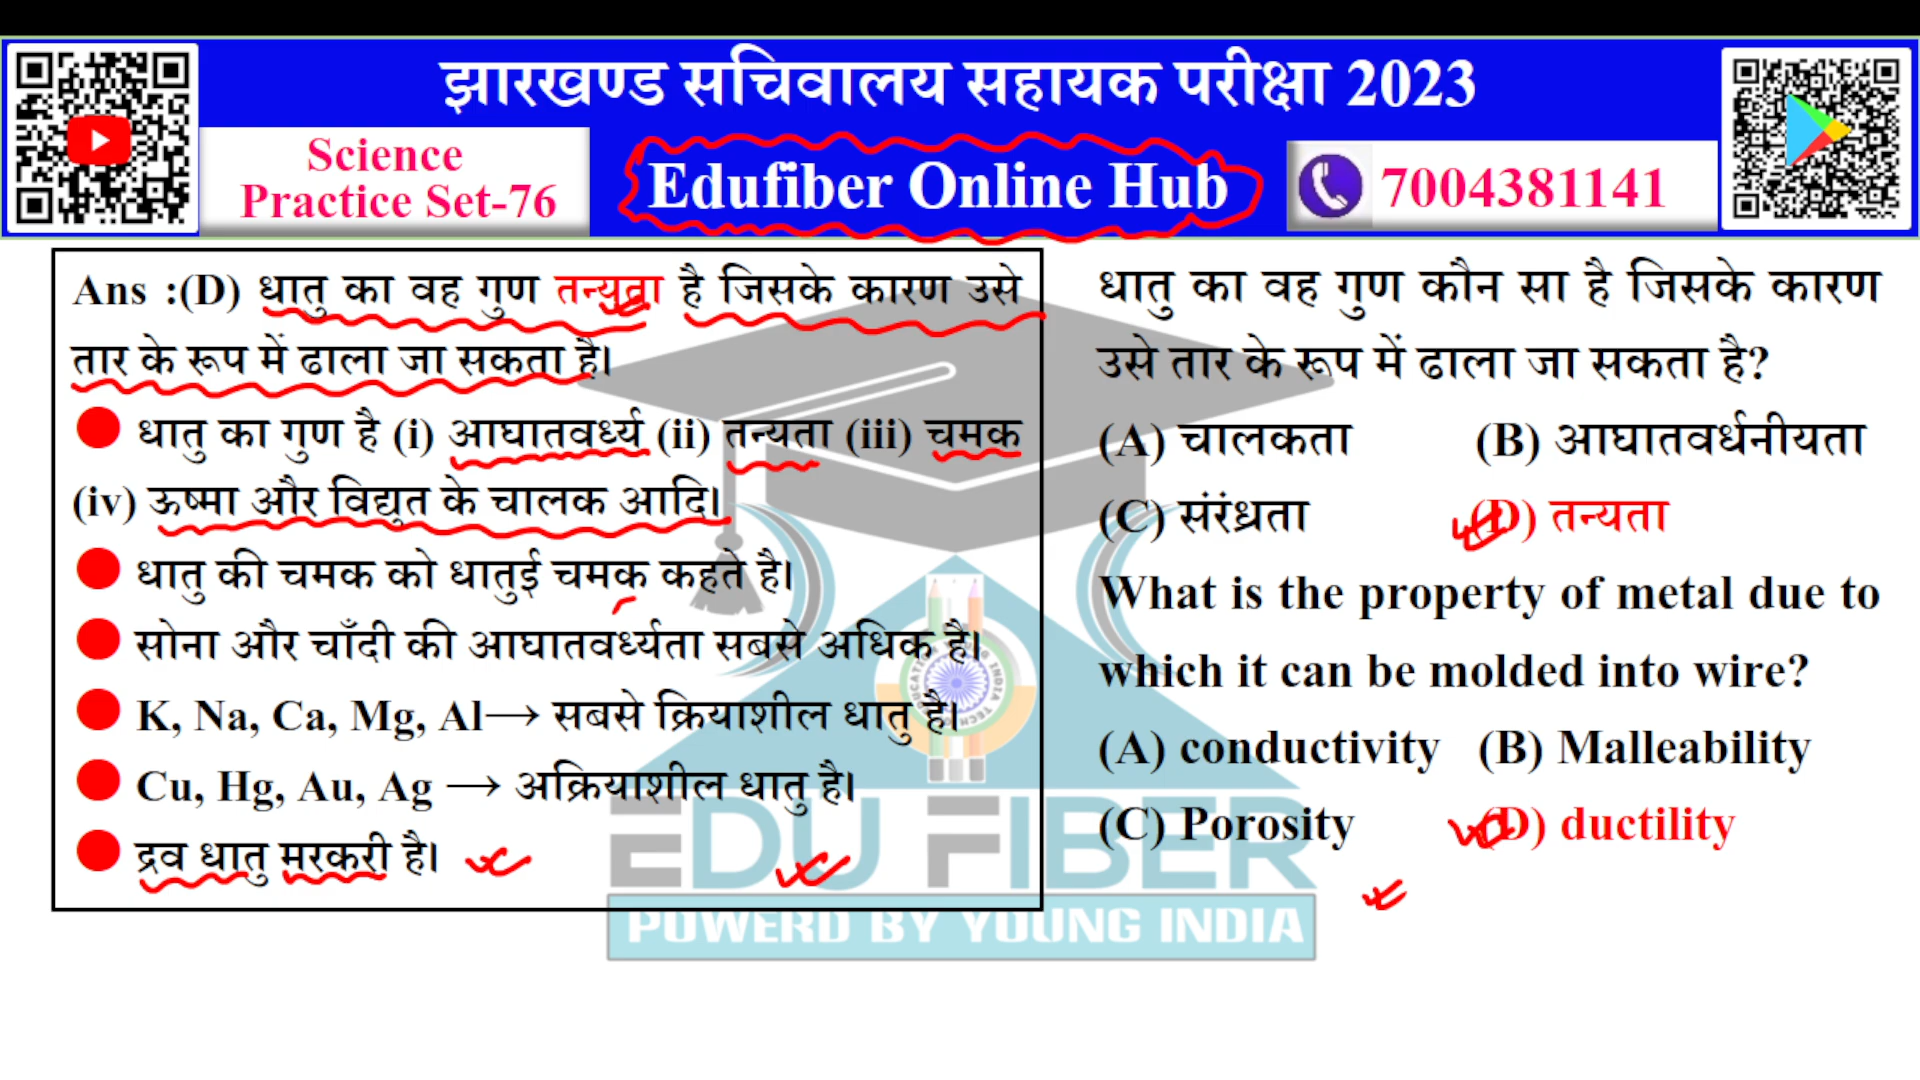 झारखण्ड सचिवालय सहायक परीक्षा 2023
Science
Practice Set-76
Edufiber Online Hub
7004381141
Ans :(D) धातु का वह गुण तन्युता है जिसके कारण उसे
तार के रूप में ढाला जा सकता है।
धातु का गुण है (i) आघातवर्ध्य (ii) तन्यता (iii) चमक
(iv) ऊष्मा और विद्युत के चालक आदि।
धातु की चमक को धातुई चमक कहते है।
सोना और चाँदी की आघातवर्ध्यता सबसे अधिक है।
K, Na, Ca, Mg, Al→ सबसे क्रियाशील धातु है।
Cu, Hg, Au, Ag → अक्रियाशील धातु है।
द्रव धातु मरकरी है।
धातु का वह गुण कौन सा है जिसके कारण
उसे तार के रूप में ढाला जा सकता है?
(A) चालकता (B) आघातवर्धनीयता
(C) संरंध्रता (D) तन्यता
What is the property of metal due to
which it can be molded into wire?
(A) conductivity (B) Malleability
(C) Porosity (D) ductility
EDU FIBER
POWERD BY YOUNG INDIA